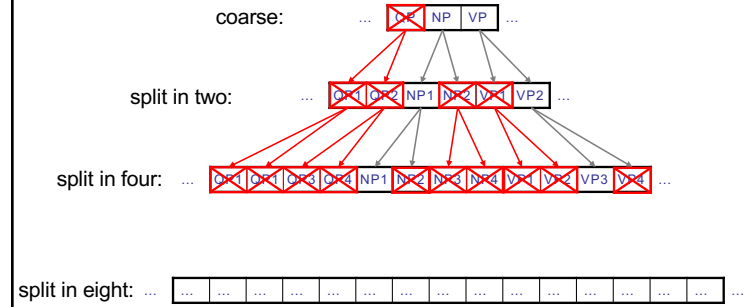 coarse: ... QP NP VP ...
split in two: ... QP1 QP2 NP1 NP2 VP1 VP2 ...
split in four: ... QP1 QP1 QP3 QP4 NP1 NP2 NP3 NP4 VP1 VP2 VP3 VP4 ...
split in eight: ... ... ... ... ... ... ... ... ... ... ... ... ... ... ... ...